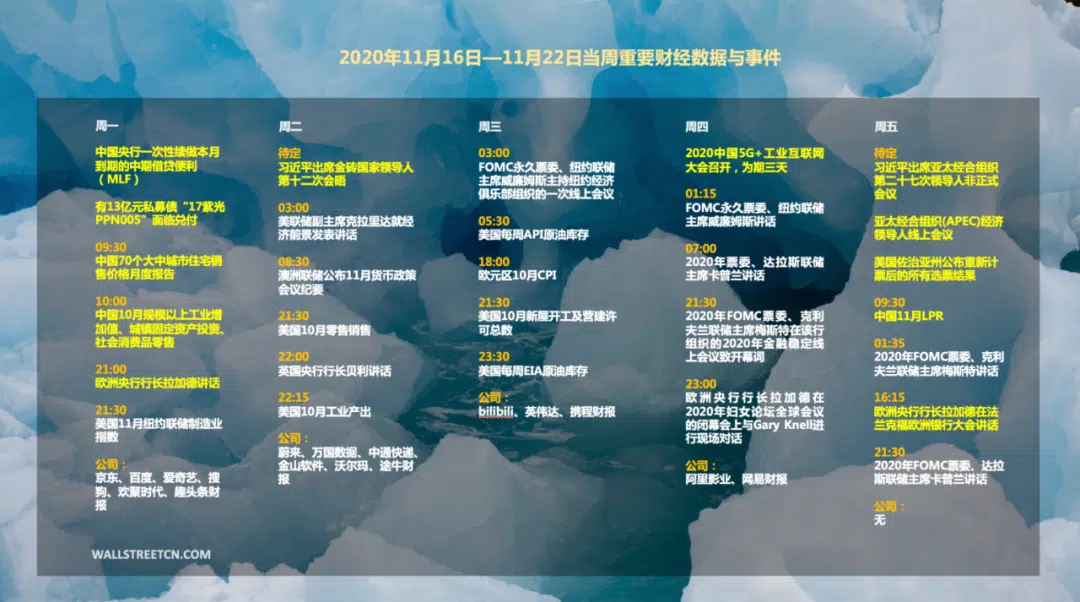 2020年11月16日—11月22日当周重要财经数据与事件
周一
中国央行一次性续做本月
到期的中期借贷便利
（MLF）
有13亿元私募债“17紫光
PPN005”面临兑付
09:30
中国70个大中城市住宅销
售价格月度报告
10:00
中国10月规模以上工业增
加值、城镇固定资产投资、
社会消费品零售
21:00
欧洲央行行长拉加德讲话
21:30
美国11月纽约联储制造业
指数
公司：
京东、百度、爱奇艺、搜
狗、欢聚时代、趣头条财
报
周二
待定
习近平出席金砖国家领导人
第十二次会晤
03:00
美联储副主席克拉里达就经
济前景发表讲话
08:30
澳洲联储公布11月货币政策
会议纪要
21:30
美国10月零售销售
22:00
英国央行行长贝利讲话
22:15
美国10月工业产出
公司：
蔚来、万国数据、中通快递、
金山软件、沃尔玛、途牛财
报
周三
03:00
FOMC永久票委、纽约联储
主席威廉姆斯主持纽约经济
俱乐部组织的一次线上会议
05:30
美国每周API原油库存
18:00
欧元区10月CPI
21:30
美国10月新屋开工及营建许
可总数
23:30
美国每周EIA原油库存
公司：
bilibili、英伟达、携程财报
周四
2020中国5G+工业互联网
大会召开，为期三天
01:15
FOMC永久票委、纽约联储
主席威廉姆斯讲话
07:00
2020年票委、达拉斯联储
主席卡普兰讲话
21:30
2020年FOMC票委、克利
夫兰联储主席梅斯特在该行
组织的2020年金融稳定线
上会议致开幕词
23:00
欧洲央行行长拉加德在
2020年妇女论坛全球会议
的闭幕会上与Gary Knell进
行现场对话
公司：
阿里影业、网易财报
周五
待定
习近平出席亚太经合组织
第二十七次领导人非正式
会议
亚太经合组织(APEC)经济
领导人线上会议
美国佐治亚州公布重新计
票后的所有选票结果
09:30
中国11月LPR
01:35
2020年FOMC票委、克利
夫兰联储主席梅斯特讲话
16:15
欧洲央行行长拉加德在法
兰克福欧洲银行大会讲话
21:30
2020年FOMC票委、达拉
斯联储主席卡普兰讲话
公司：
无
WALLSTREETCN.COM